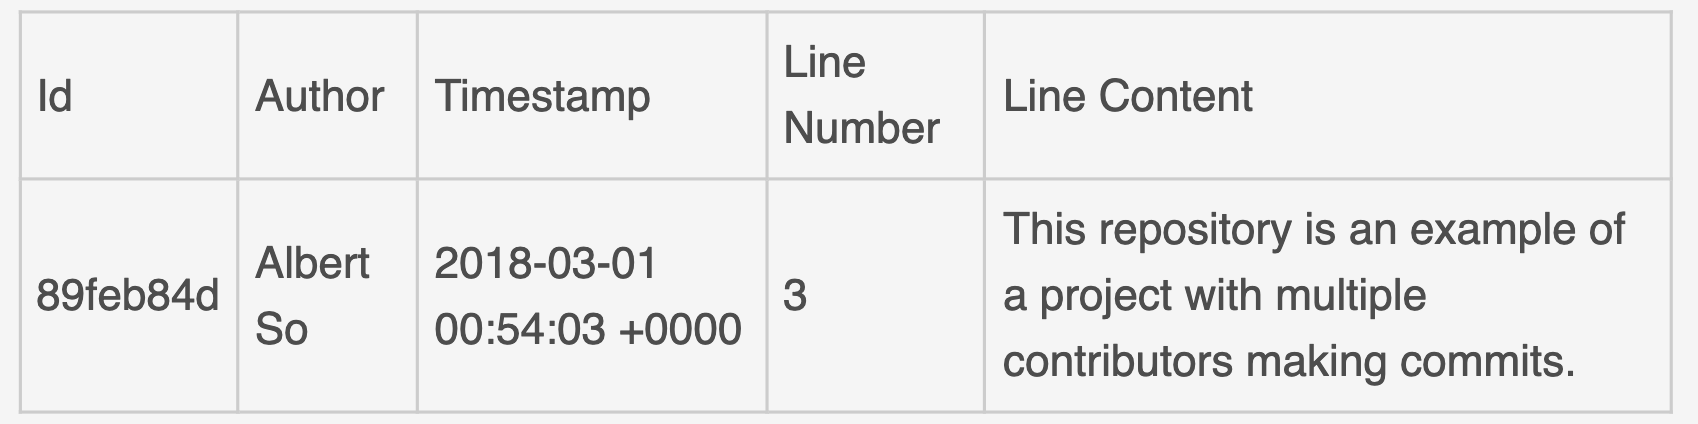 Id
Author
Timestamp
Line
Number
Line Content
89feb84d
Albert
So
2018-03-01
00:54:03 +0000
3
This repository is an example of
a project with multiple
contributors making commits.